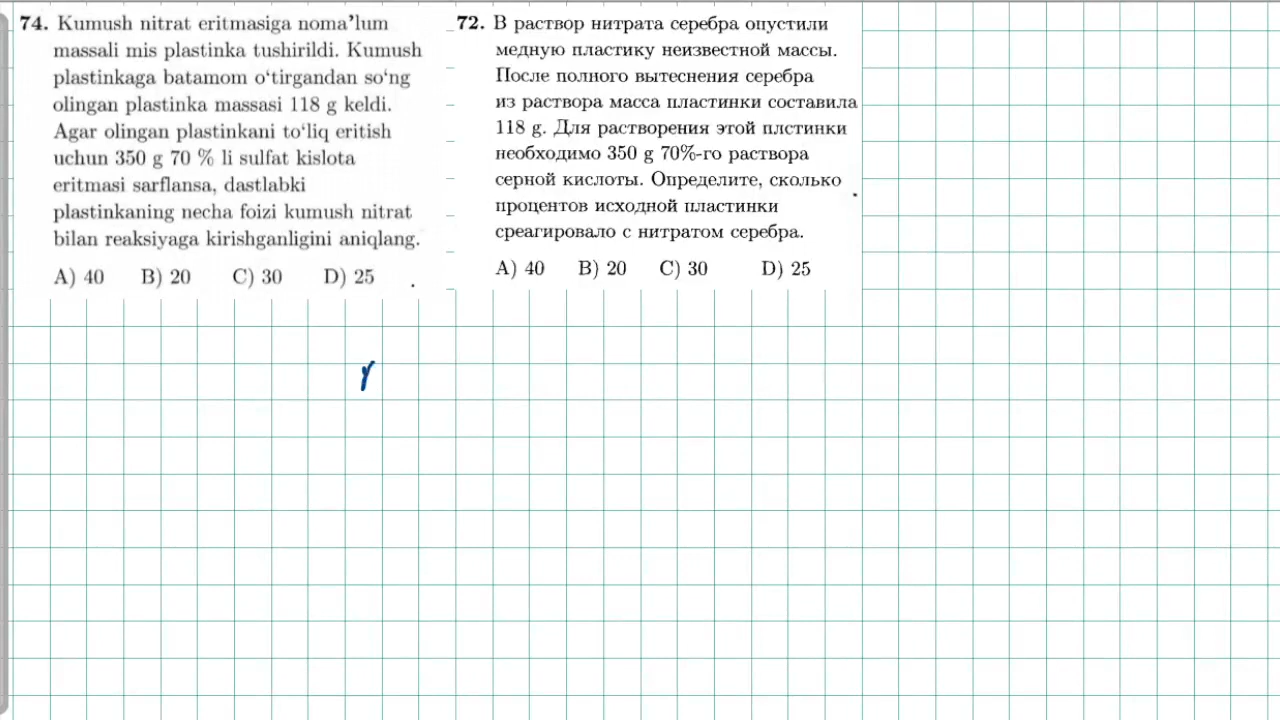 74. Kumush nitrat eritmasiga noma’lum
massali mis plastinka tushirildi. Kumush
plastinkaga batamom o‘tirgandan so‘ng
olingan plastinka massasi 118 g keldi.
Agar olingan plastinkani to‘liq eritish
uchun 350 g 70 % li sulfat kislota
eritmasi sarflansa, dastlabki
plastinkaning necha foizi kumush nitrat
bilan reaksiyaga kirishganligini aniqlang.
A) 40 B) 20 C) 30 D) 25
72. В раствор нитрата серебра опустили
медную пластику неизвестной массы.
После полного вытеснения серебра
из раствора масса пластинки составила
118 g. Для растворения этой плстинки
необходимо 350 g 70%-го раствора
серной кислоты. Определите, сколько
процентов исходной пластинки
среагировало с нитратом серебра.
A) 40 B) 20 C) 30 D) 25